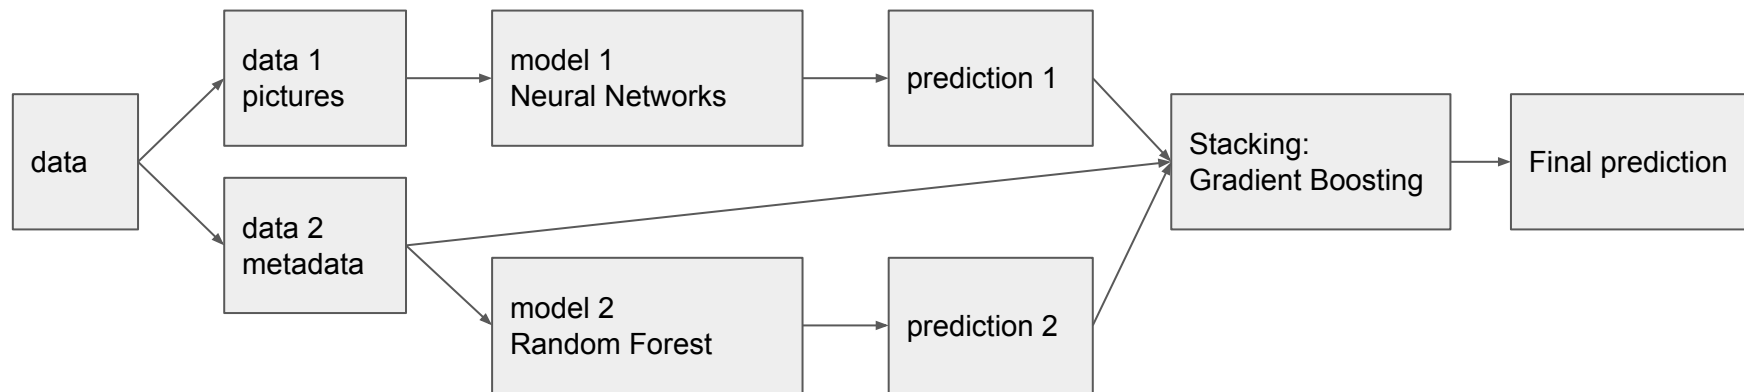 data
data 1
pictures
model 1
Neural Networks
prediction 1
data 2
metadata
model 2
Random Forest
prediction 2
Stacking:
Gradient Boosting
Final prediction